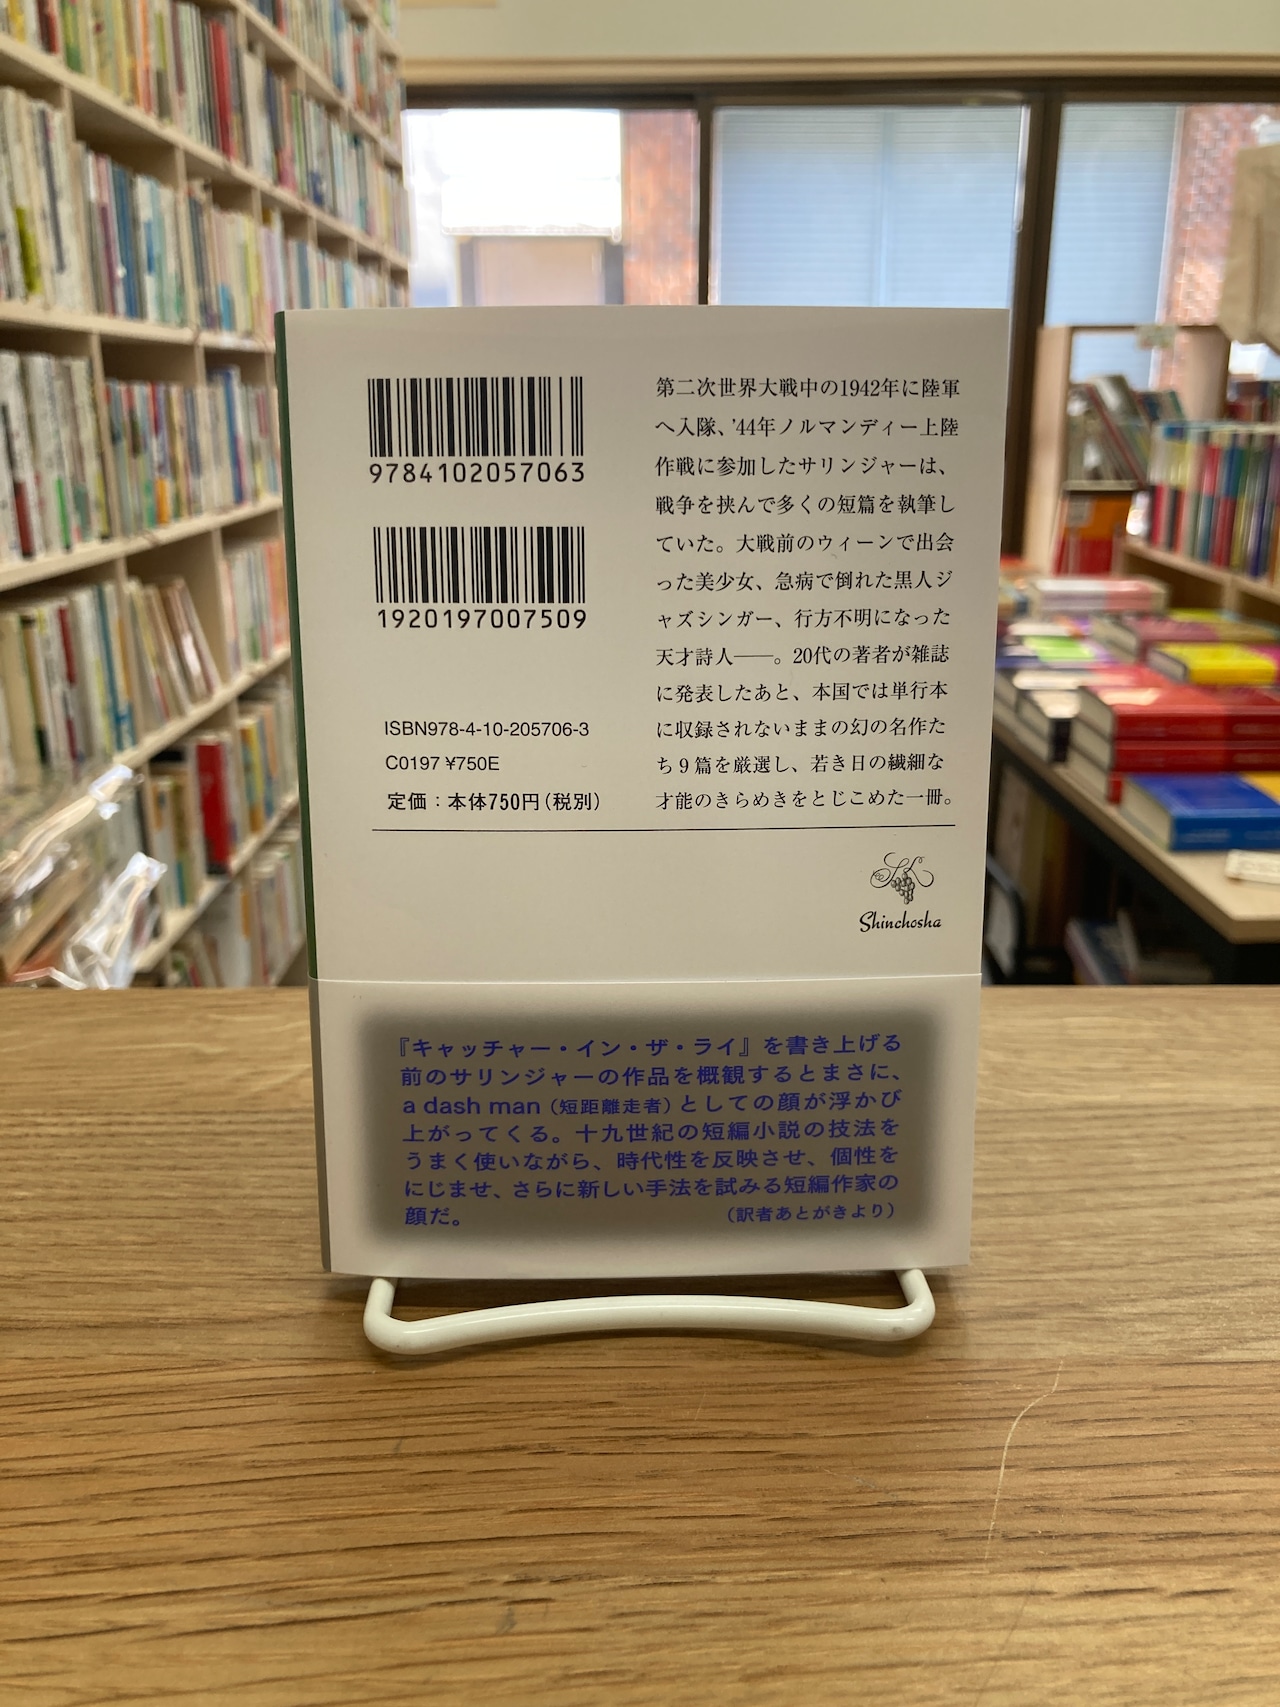 9784102057063
1920197007509
ISBN978-4-10-205706-3
C0197 ¥750E
定価：本体750円（税別）
第二次世界大戦中の1942年に陸軍
へ入隊、'44年ノルマンディー上陸
作戦に参加したサリンジャーは、
戦争を挟んで多くの短篇を執筆し
ていた。大戦前のウィーンで出会
った美少女、急病で倒れた黒人ジ
ャズシンガー、行方不明になった
天才詩人――。20代の著者が雑誌
に発表したあと、本国では単行本
に収録されないままの幻の名作た
ち９篇を厳選し、若き日の繊細な
才能のきらめきをとじこめた一冊。
Shinchosha
『キャッチャー・イン・ザ・ライ』を書き上げる
前のサリンジャーの作品を概観するとまさに、
a dash man（短距離走者）としての顔が浮かび
上がってくる。十九世紀の短編小説の技法を
うまく使いながら、時代性を反映させ、個性を
にじませ、さらに新しい手法を試みる短編作家の
顔だ。
（訳者あとがきより）